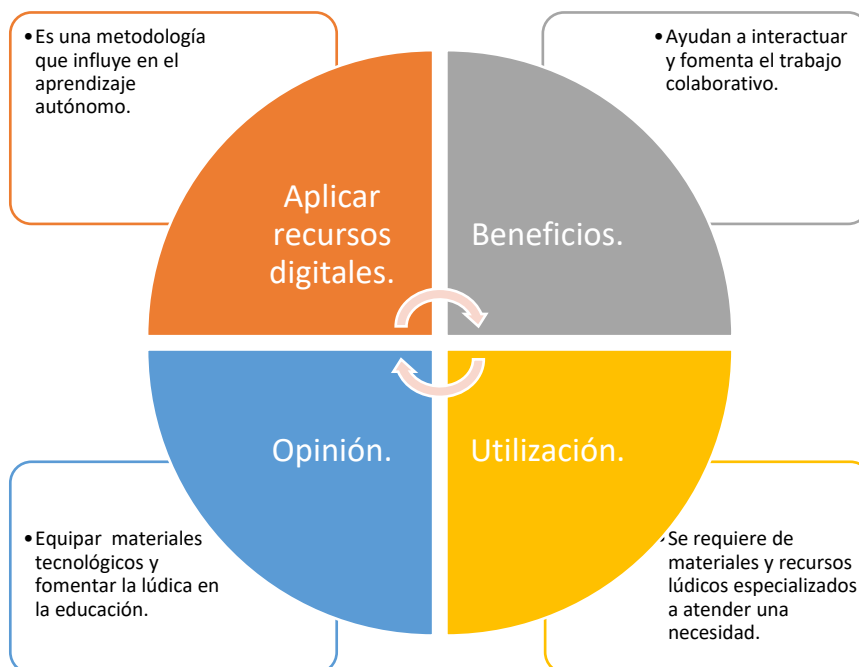 •Es una metodología
que influye en el
aprendizaje
autónomo.
•Ayudan a interactuar
y fomenta el trabajo
colaborativo.
Aplicar
recursos
digitales.
Beneficios.
Opinión.
Utilización.
•Equipar materiales
tecnológicos y
fomentar la lúdica en
la educación.
•Se requiere de
materiales y recursos
lúdicos especializados
a atender una
necesidad.